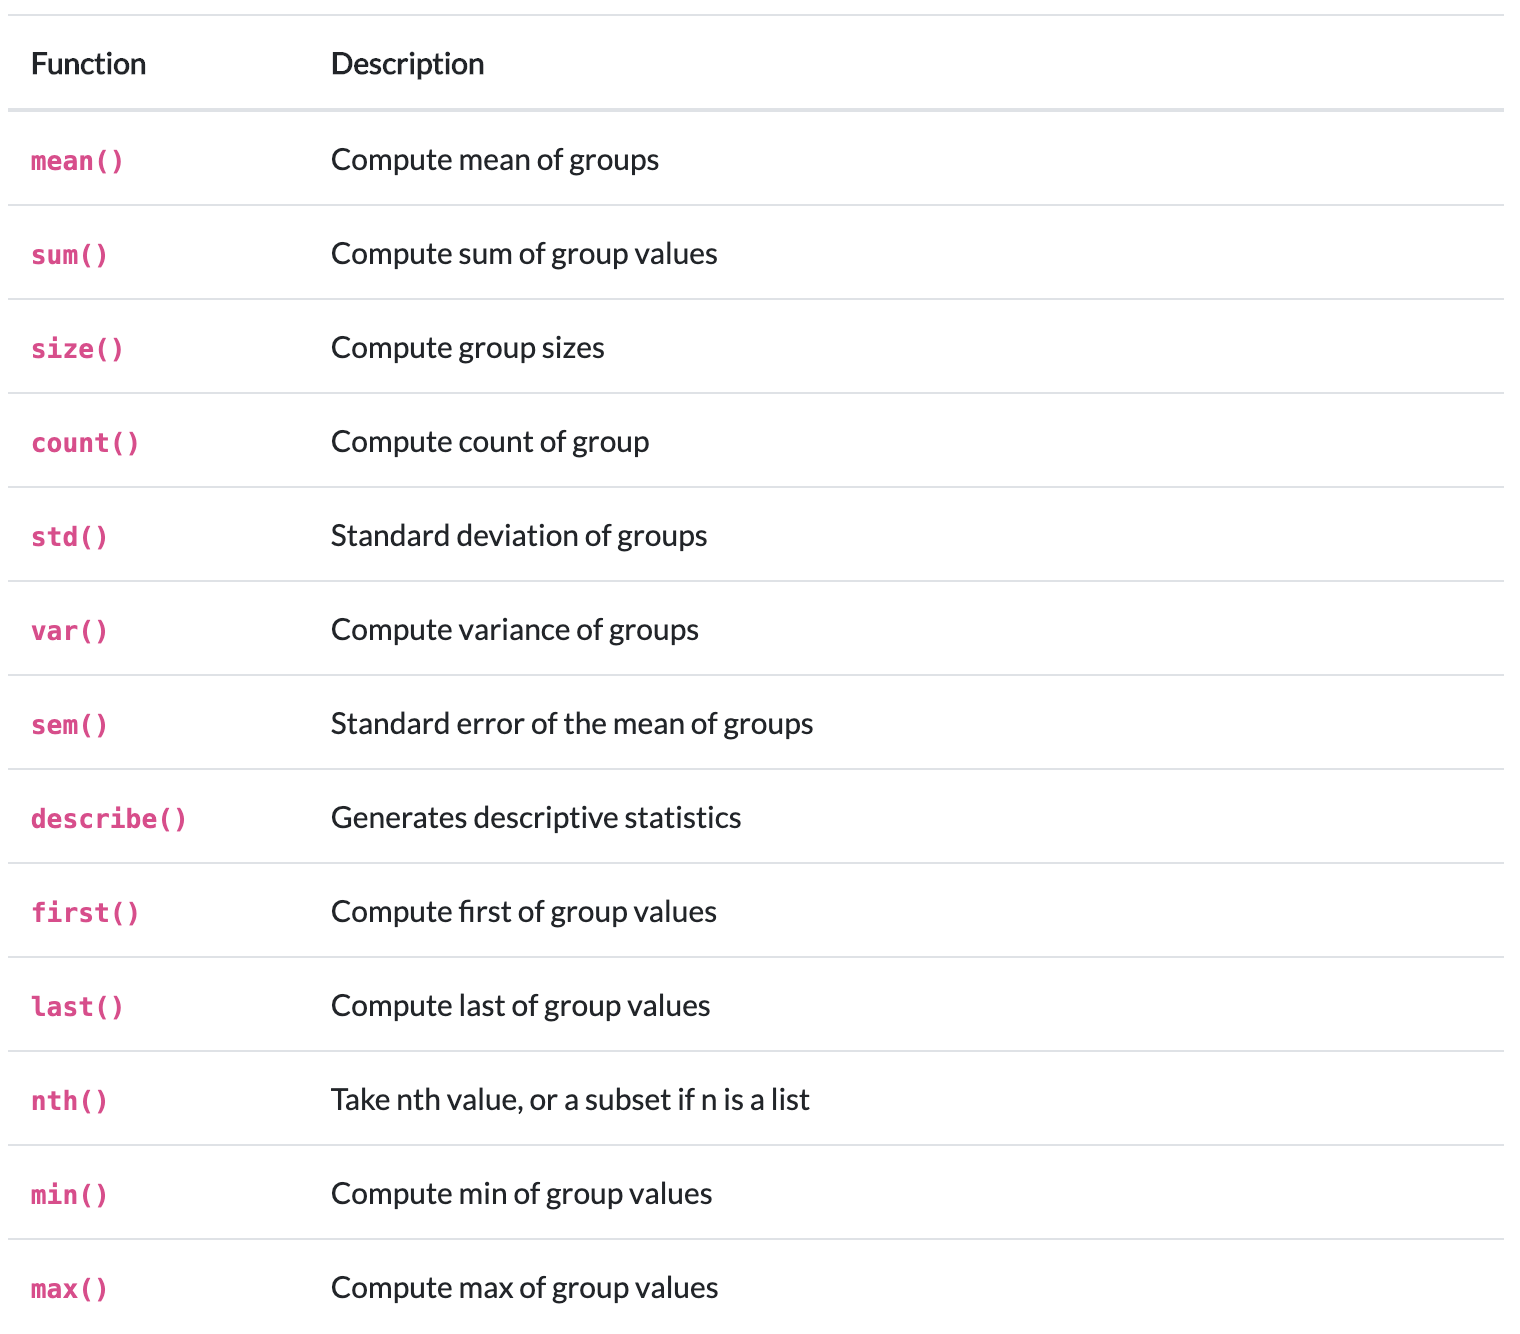 Function Description
mean() Compute mean of groups
sum() Compute sum of group values
size() Compute group sizes
count() Compute count of group
std() Standard deviation of groups
var() Compute variance of groups
sem() Standard error of the mean of groups
describe() Generates descriptive statistics
first() Compute first of group values
last() Compute last of group values
nth() Take nth value, or a subset if n is a list
min() Compute min of group values
max() Compute max of group values